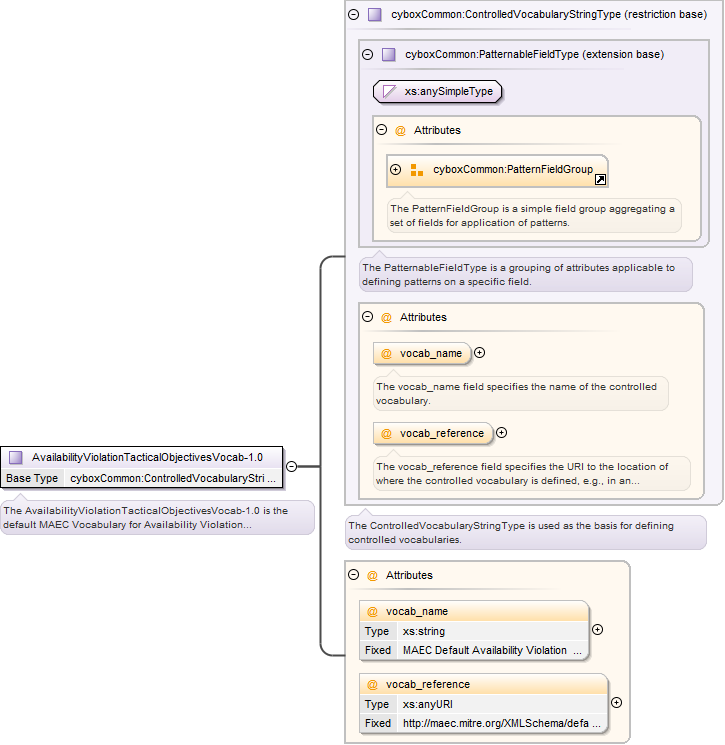 cyboxCommon:ControlledVocabularyStringType (restriction base)
cyboxCommon:PatternableFieldType (extension base)
xs:anySimpleType
@ Attributes
cyboxCommon:PatternFieldGroup
The PatternFieldGroup is a simple field group aggregating a
set of fields for application of patterns.
The PatternableFieldType is a grouping of attributes applicable to
defining patterns on a specific field.
@ Attributes
@ vocab_name
The vocab_name field specifies the name of the controlled
vocabulary.
@ vocab_reference
The vocab_reference field specifies the URI to the location of
where the controlled vocabulary is defined, e.g., in an...
AvailabilityViolationTacticalObjectivesVocab-1.0
Base Type cyboxCommon:ControlledVocabularyStri ...
The AvailabilityViolationTacticalObjectivesVocab-1.0 is the
default MAEC Vocabulary for Availability Violation...
The ControlledVocabularyStringType is used as the basis for defining
controlled vocabularies.
@ Attributes
@ vocab_name
Type xs:string
Fixed MAEC Default Availability Violation ...
@ vocab_reference
Type xs:anyURI
Fixed http://maec.mitre.org/XMLSchema/defa ...